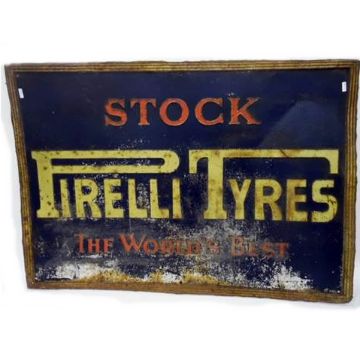 STOCK
PIRELLI TYRES
THE WORLD'S BEST